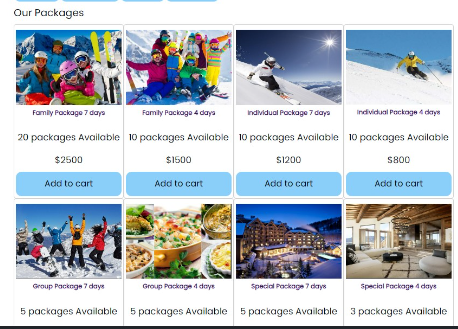 Our Packages
Family Package 7 days
Family Package 4 days
Individual Package 7 days
Individual Package 4 days
20 packages Available
10 packages Available
10 packages Available
10 packages Available
$2500
$1500
$1200
$800
Add to cart
Add to cart
Add to cart
Add to cart
Group Package 7 days
Group Package 4 days
Special Package 7 days
Special Package 4 days
5 packages Available
5 packages Available
5 packages Available
3 packages Available